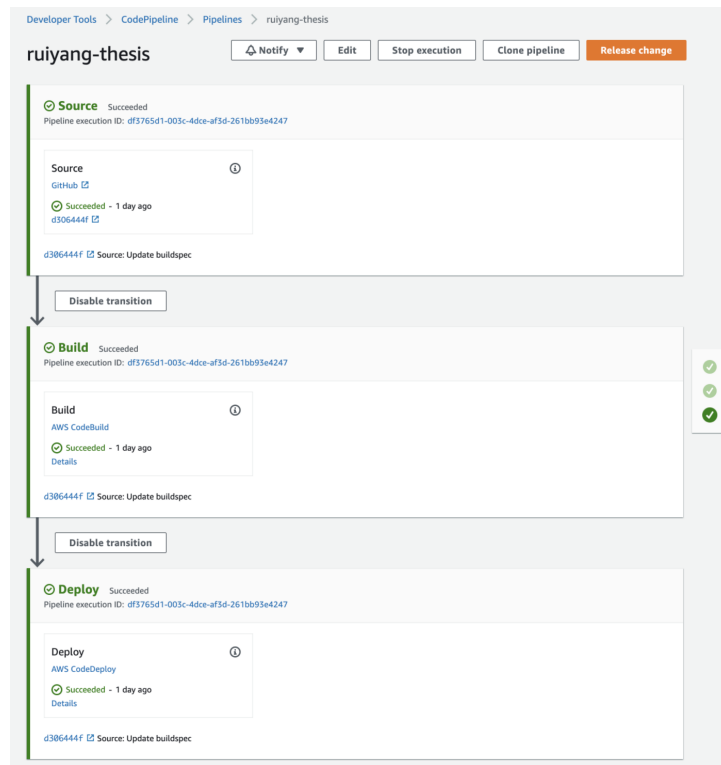 Developer Tools > CodePipeline > Pipelines > ruiyang-thesis
ruiyang-thesis
Notify ▼ Edit Stop execution Clone pipeline Release change
Source Succeeded
Pipeline execution ID: df3765d1-003c-4dce-af3d-261bb93e4247
Source
GitHub
Succeeded - 1 day ago
d306444f
d306444f Source: Update buildspec
Disable transition
Build Succeeded
Pipeline execution ID: df3765d1-003c-4dce-af3d-261bb93e4247
Build
AWS CodeBuild
Succeeded - 1 day ago
Details
d306444f Source: Update buildspec
Disable transition
Deploy Succeeded
Pipeline execution ID: df3765d1-003c-4dce-af3d-261bb93e4247
Deploy
AWS CodeDeploy
Succeeded - 1 day ago
Details
d306444f Source: Update buildspec